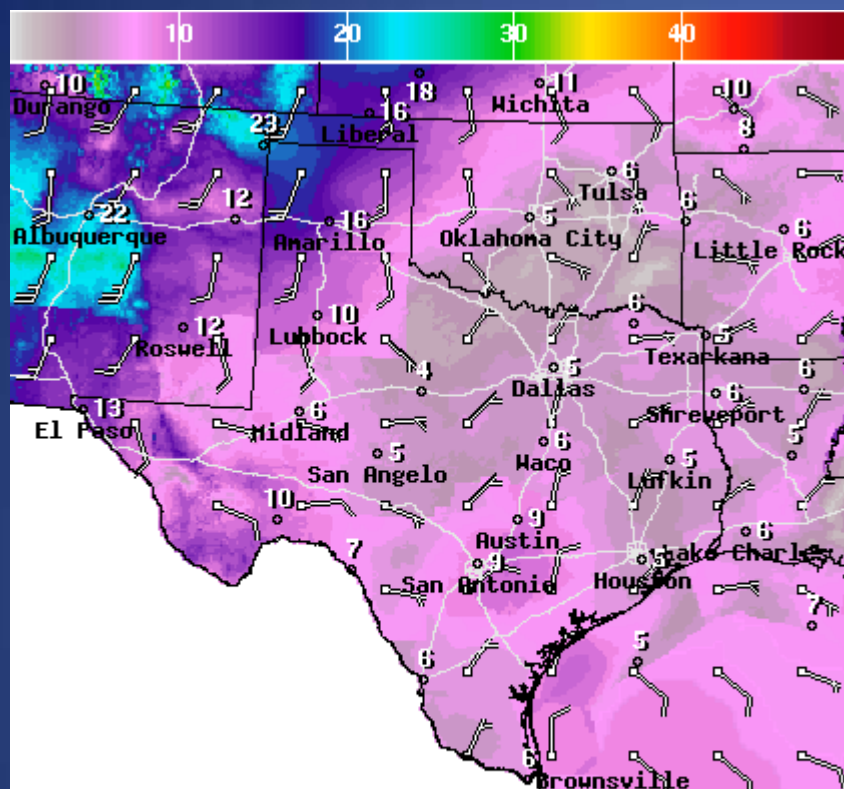 10 20 30 40
10 18 11 10
Durango 16 Wichita
23 Liberal 8
6
Tulsa
22 12 16 5 6 6
Albuquerque Amarillo Oklahoma City Little Rock
12 10 6
Roswell Lubbock 5
4 5 Texarkana
Dallas 6
13 6 6
El Paso Midland Shreveport
5 6 5
San Angelo Waco 5
Lufkin
10 9 6
Austin Lake Charles
7 9 5
San Antonio Houston
7
6 5
6
Brownsville